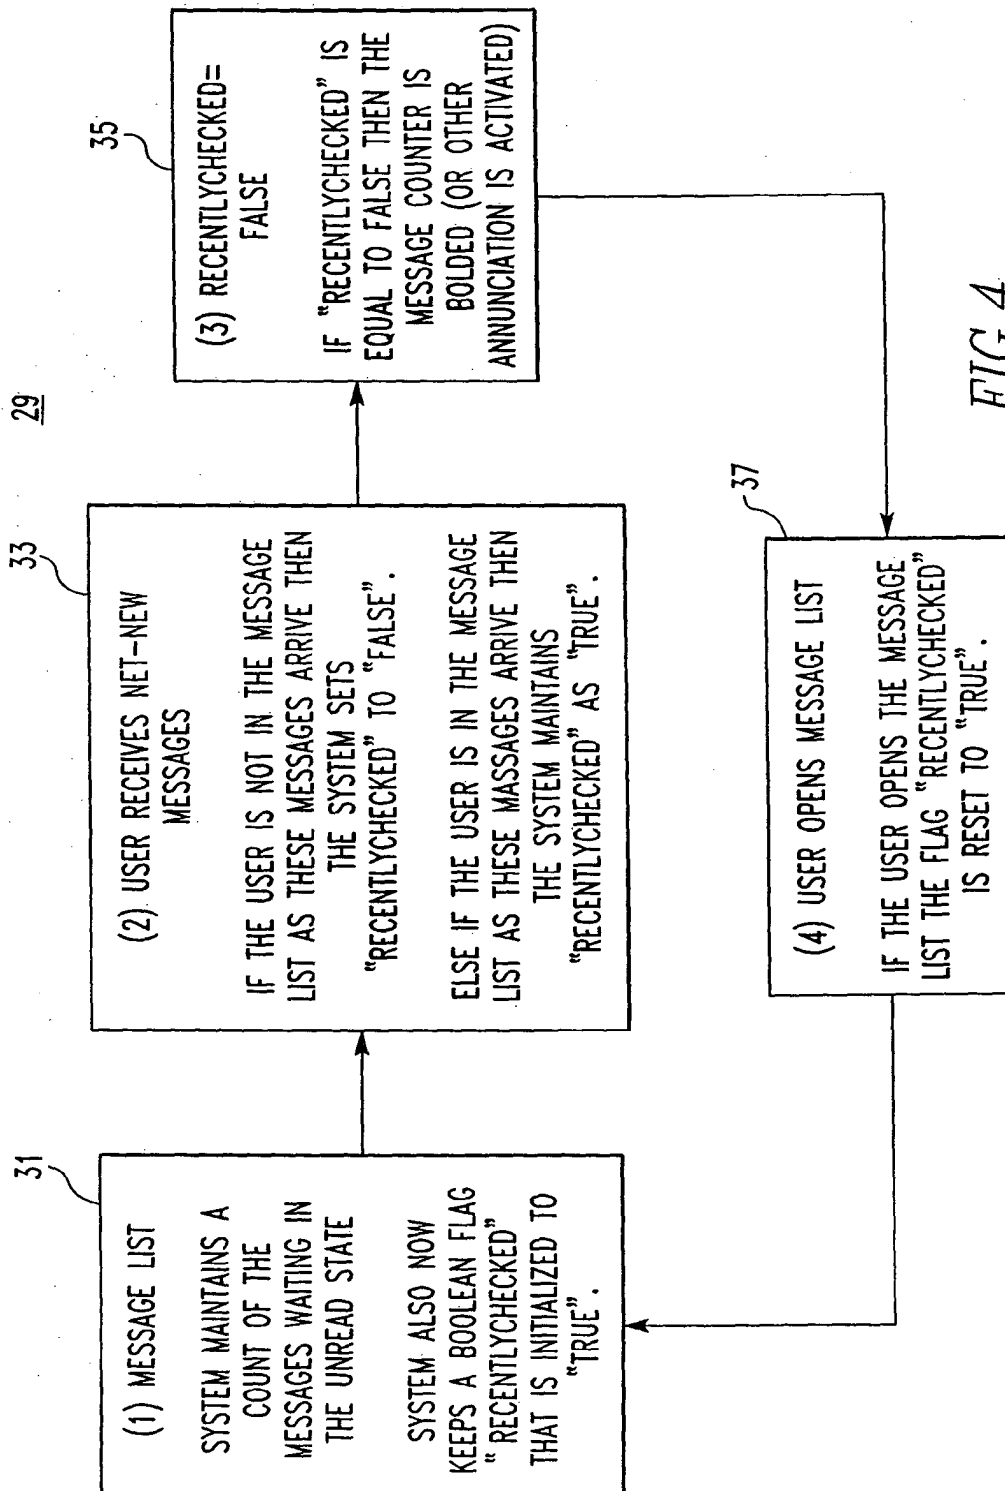 29
31
(1) MESSAGE LIST
SYSTEM MAINTAINS A
COUNT OF THE
MESSAGES WAITING IN
THE UNREAD STATE
SYSTEM ALSO NOW
KEEPS A BOOLEAN FLAG
“RECENTLYCHECKED”
THAT IS INITIALIZED TO
“TRUE”.
33
(2) USER RECEIVES NET-NEW
MESSAGES
IF THE USER IS NOT IN THE MESSAGE
LIST AS THESE MESSAGES ARRIVE THEN
THE SYSTEM SETS
“RECENTLYCHECKED” TO “FALSE”.
ELSE IF THE USER IS IN THE MESSAGE
LIST AS THESE MASSAGES ARRIVE THEN
THE SYSTEM MAINTAINS
“RECENTLYCHECKED” AS “TRUE”.
35
(3) RECENTLYCHECKED=
FALSE
IF “RECENTLYCHECKED” IS
EQUAL TO FALSE THEN THE
MESSAGE COUNTER IS
BOLDED (OR OTHER
ANNUNCIATION IS ACTIVATED)
37
(4) USER OPENS MESSAGE LIST
IF THE USER OPENS THE MESSAGE
LIST THE FLAG “RECENTLYCHECKED”
IS RESET TO “TRUE”.
FIG 4